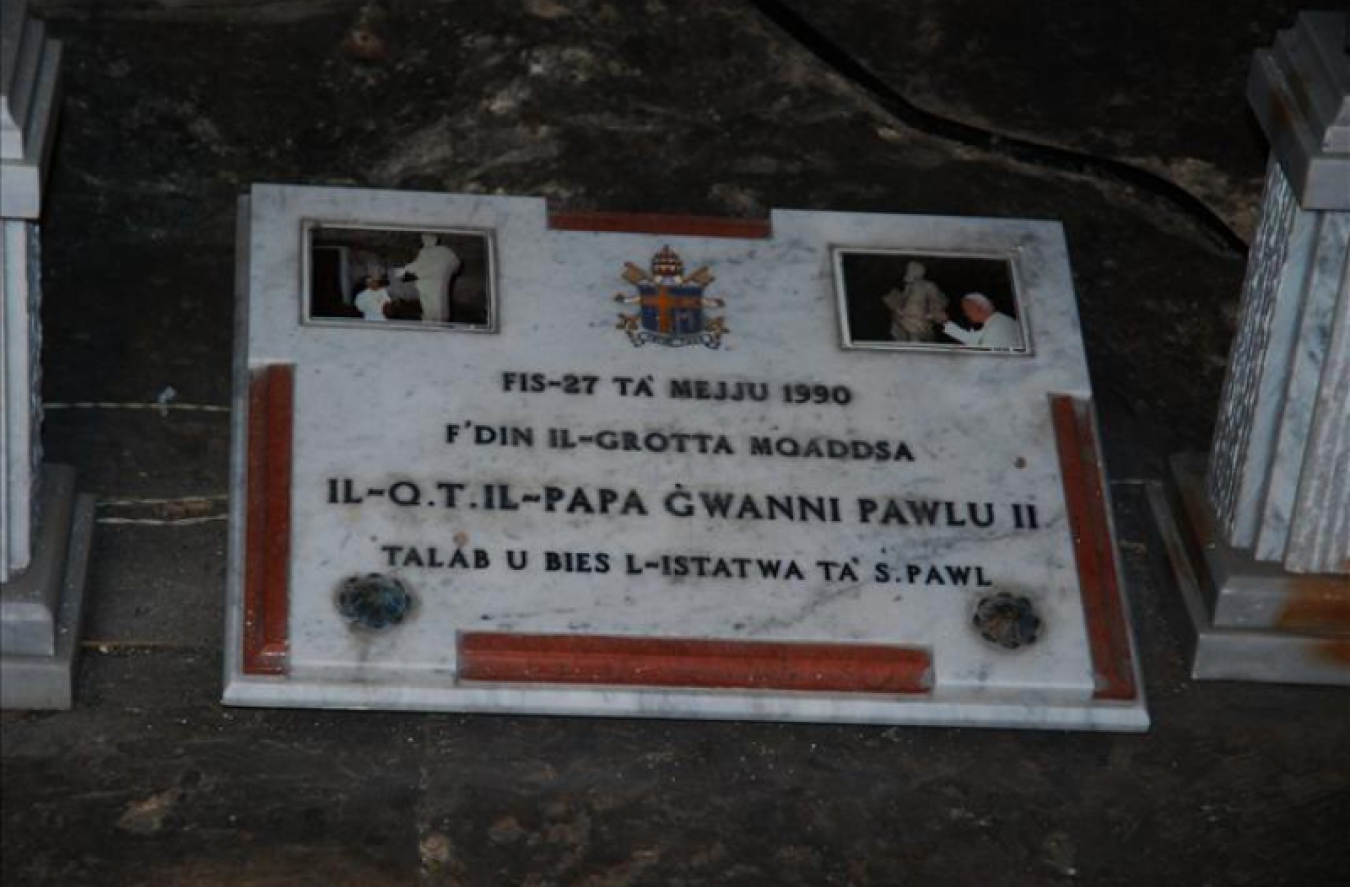 FIS-27 TA' MEJJU 1990
F'DIN IL-GROTTA MQADDSA
IL-Q.T.IL-PAPA ĠWANNI PAWLU II
TALAB U BIES L-ISTATWA TA' S.PAWL